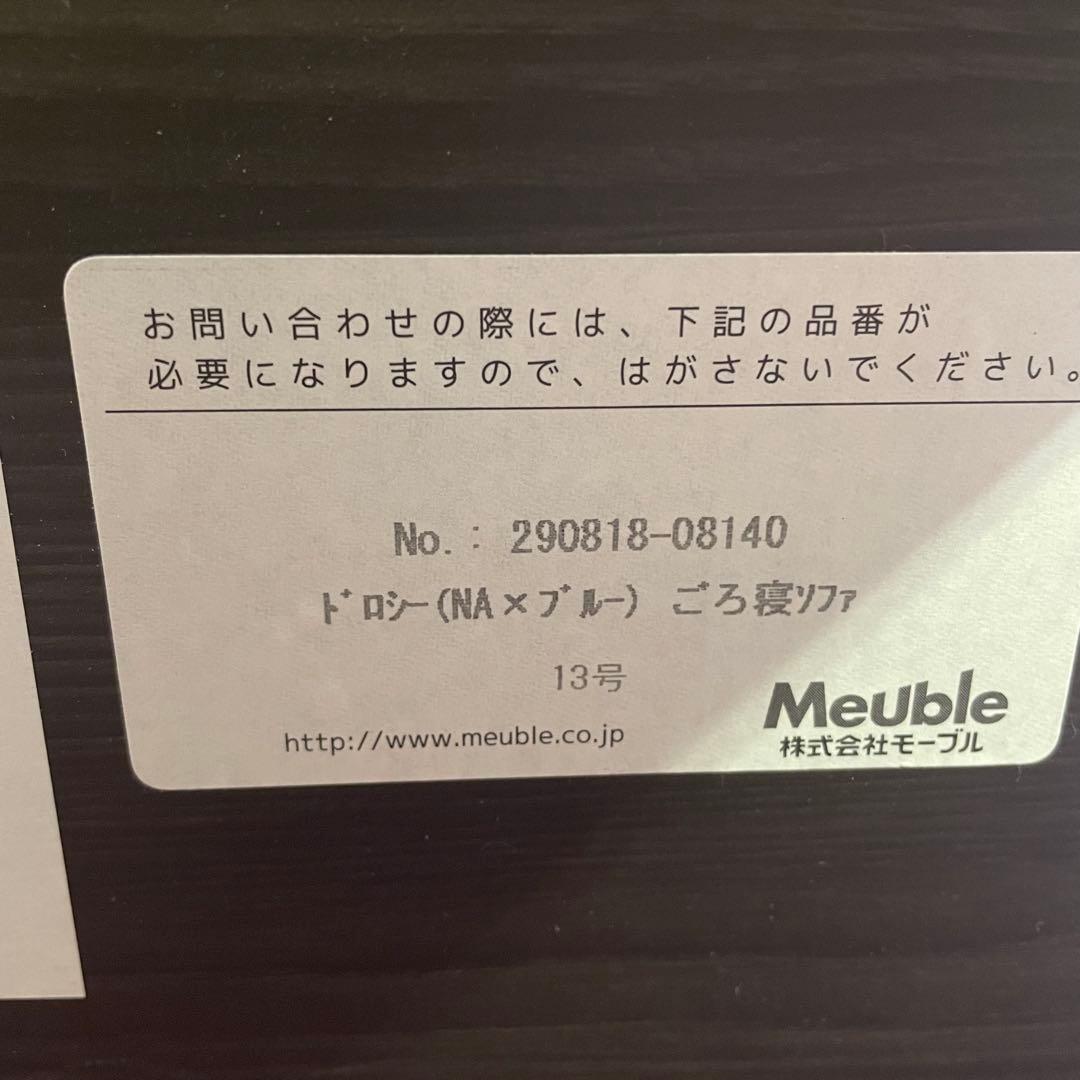 お問い合わせの際には、下記の品番が
必要になりますので、はがさないでください。
No.: 290818-08140
ﾄﾞﾛｼｰ(NA×ﾌﾞﾙｰ) ごろ寝ｿﾌｧ
13号
http://www.meuble.co.jp
Meuble
株式会社モーブル